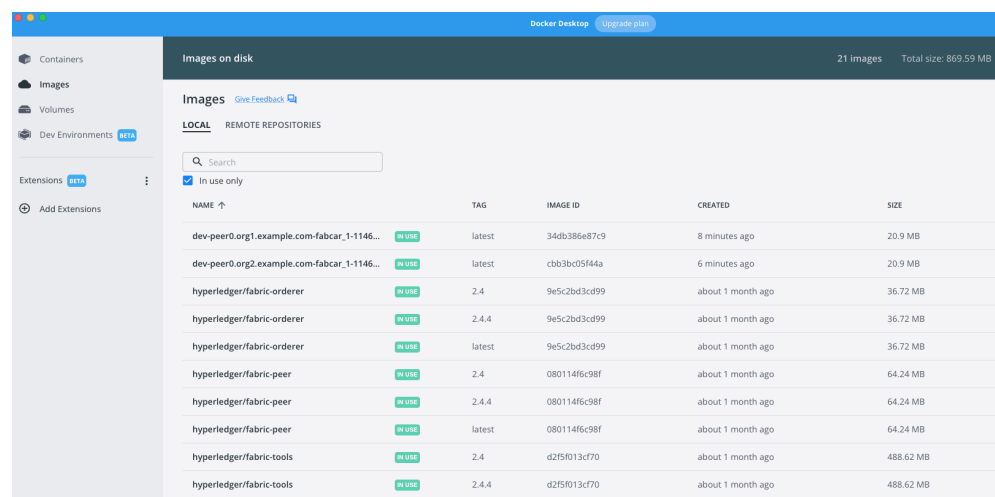 Docker Desktop Upgrade plan
Containers
Images
Volumes
Dev Environments BETA
Extensions BETA
Add Extensions
Images on disk 21 images Total size: 869.59 MB
Images Give Feedback
LOCAL REMOTE REPOSITORIES
Search
In use only
NAME TAG IMAGE ID CREATED SIZE
dev-peer0.org1.example.com-fabcar_1-1146... IN USE latest 34db386e87c9 8 minutes ago 20.9 MB
dev-peer0.org2.example.com-fabcar_1-1146... IN USE latest cbb3bc05f44a 6 minutes ago 20.9 MB
hyperledger/fabric-orderer IN USE 2.4 9e5c2bd3cd99 about 1 month ago 36.72 MB
hyperledger/fabric-orderer IN USE 2.4.4 9e5c2bd3cd99 about 1 month ago 36.72 MB
hyperledger/fabric-orderer IN USE latest 9e5c2bd3cd99 about 1 month ago 36.72 MB
hyperledger/fabric-peer IN USE 2.4 080114f6c98f about 1 month ago 64.24 MB
hyperledger/fabric-peer IN USE 2.4.4 080114f6c98f about 1 month ago 64.24 MB
hyperledger/fabric-peer IN USE latest 080114f6c98f about 1 month ago 64.24 MB
hyperledger/fabric-tools IN USE 2.4 d2f5f013cf70 about 1 month ago 488.62 MB
hyperledger/fabric-tools IN USE 2.4.4 d2f5f013cf70 about 1 month ago 488.62 MB